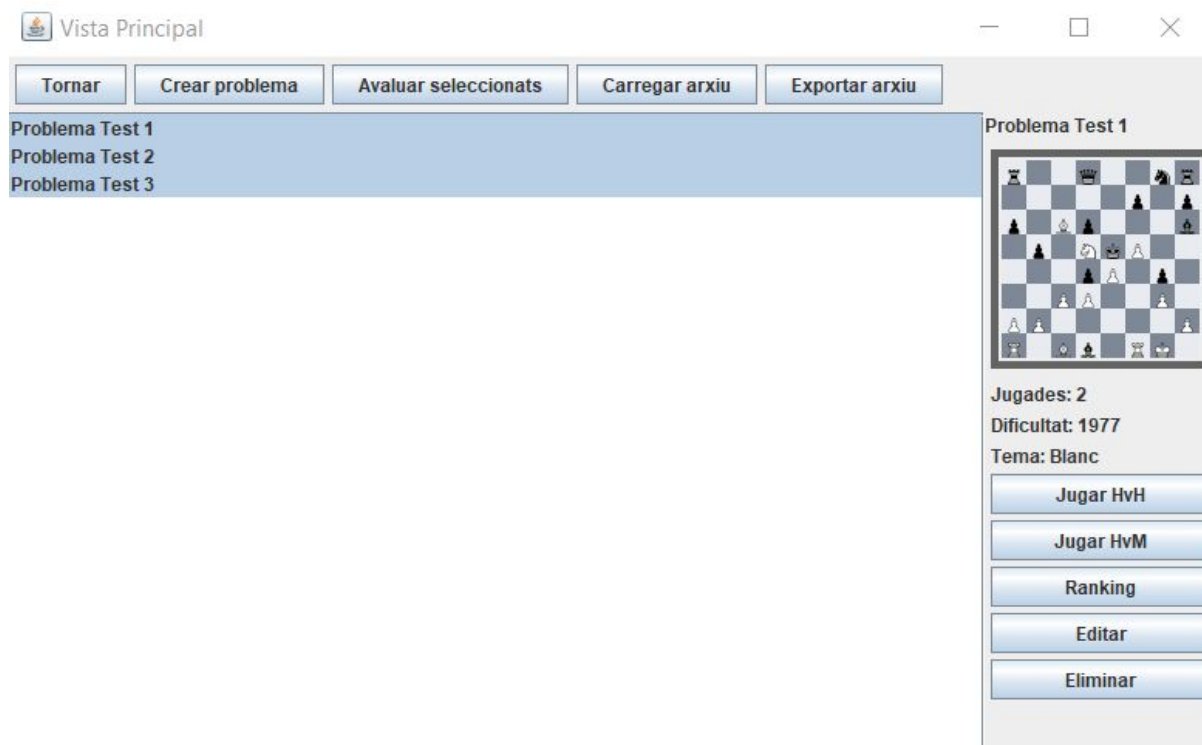 Vista Principal
Tornar Crear problema Avaluar seleccionats Carregar arxiu Exportar arxiu
Problema Test 1
Problema Test 2
Problema Test 3
Problema Test 1
Jugades: 2
Dificultat: 1977
Tema: Blanc
Jugar HvH
Jugar HvM
Ranking
Editar
Eliminar